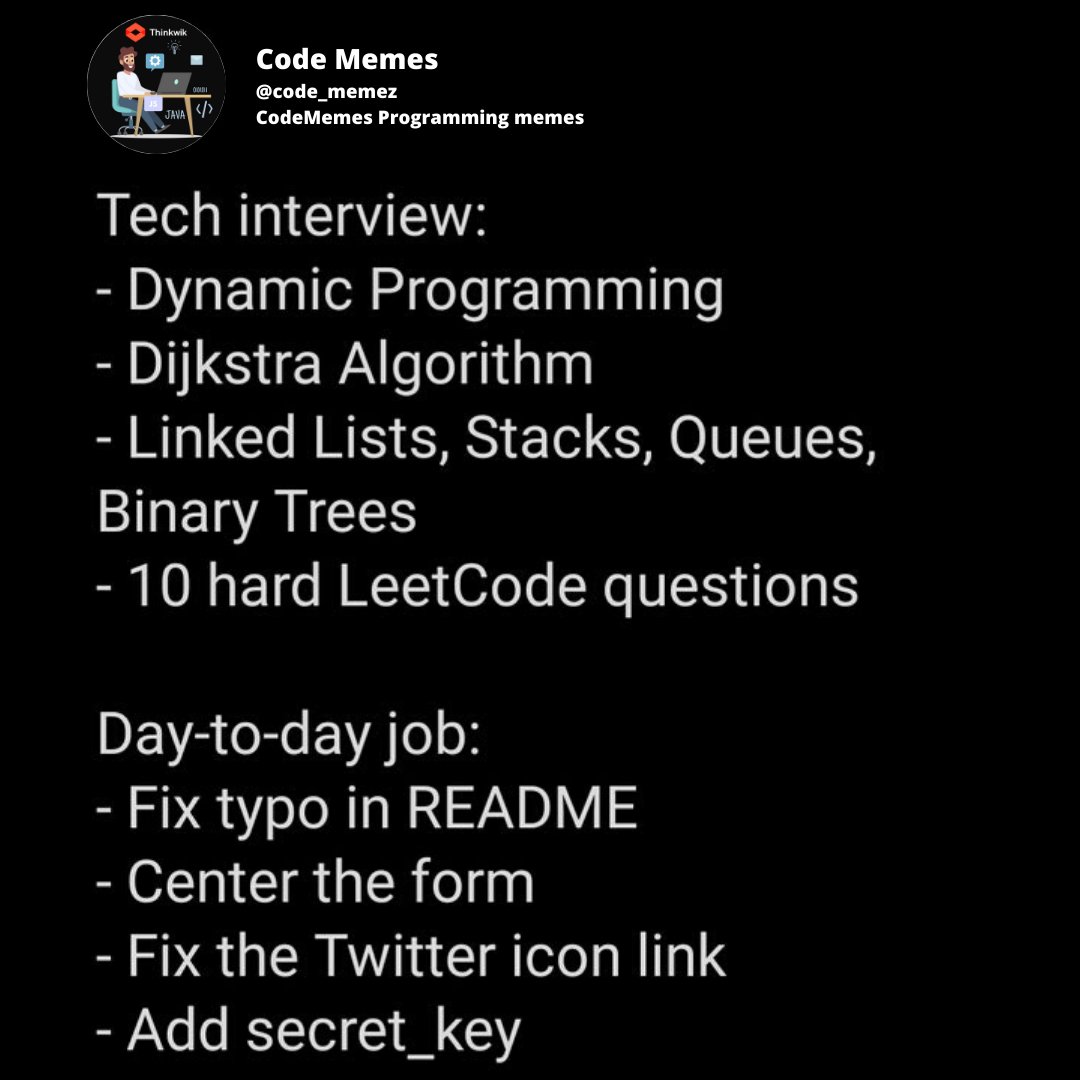 Thinkwik
JS
JAVA
</>
Code Memes
@code_memez
CodeMemes Programming memes
Tech interview:
- Dynamic Programming
- Dijkstra Algorithm
- Linked Lists, Stacks, Queues,
Binary Trees
- 10 hard LeetCode questions
Day-to-day job:
- Fix typo in README
- Center the form
- Fix the Twitter icon link
- Add secret_key